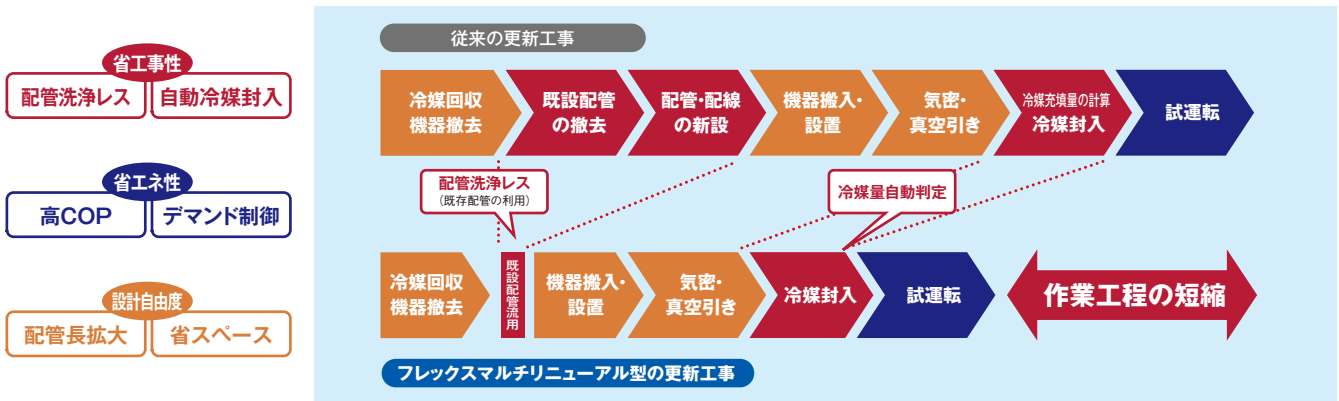 省工事性
配管洗浄レス
自動冷媒封入
省エネ性
高COP
デマンド制御
設計自由度
配管長拡大
省スペース
従来の更新工事
冷媒回収
機器撤去
既設配管
の撤去
配管・配線
の新設
機器搬入・
設置
気密・
真空引き
冷媒充填量の計算
冷媒封入
試運転
配管洗浄レス
(既存配管の利用)
冷媒量自動判定
冷媒回収
機器撤去
既設配管流用
機器搬入・
設置
気密・
真空引き
冷媒封入
試運転
作業工程の短縮
フレックスマルチリニューアル型の更新工事